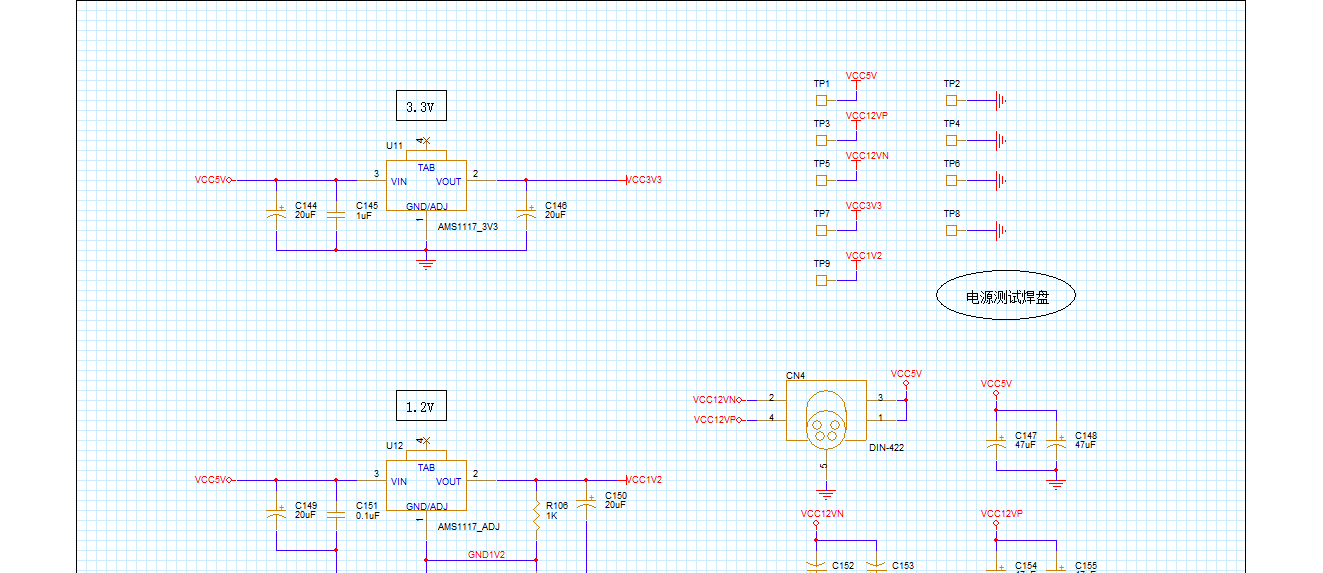 3.3V
U11
4
TAB
3
2
VIN
VOUT
GND/ADJ
1
AMS1117_3V3
VCC5V
VCC3V3
C144
20uF
C145
1uF
C146
20uF
TP1
VCC5V
TP2
TP3
VCC12VP
TP4
TP5
VCC12VN
TP6
TP7
VCC3V3
TP8
TP9
VCC1V2
电源测试焊盘
1.2V
U12
4
TAB
3
2
VIN
VOUT
GND/ADJ
1
AMS1117_ADJ
VCC5V
VCC1V2
C149
20uF
C151
0.1uF
R106
1K
C150
20uF
GND1V2
CN4
VCC12VN
2
VCC12VP
4
3
1
5
VCC5V
DIN-422
VCC5V
C147
47uF
C148
47uF
VCC12VN
C152
C153
VCC12VP
C154
C155